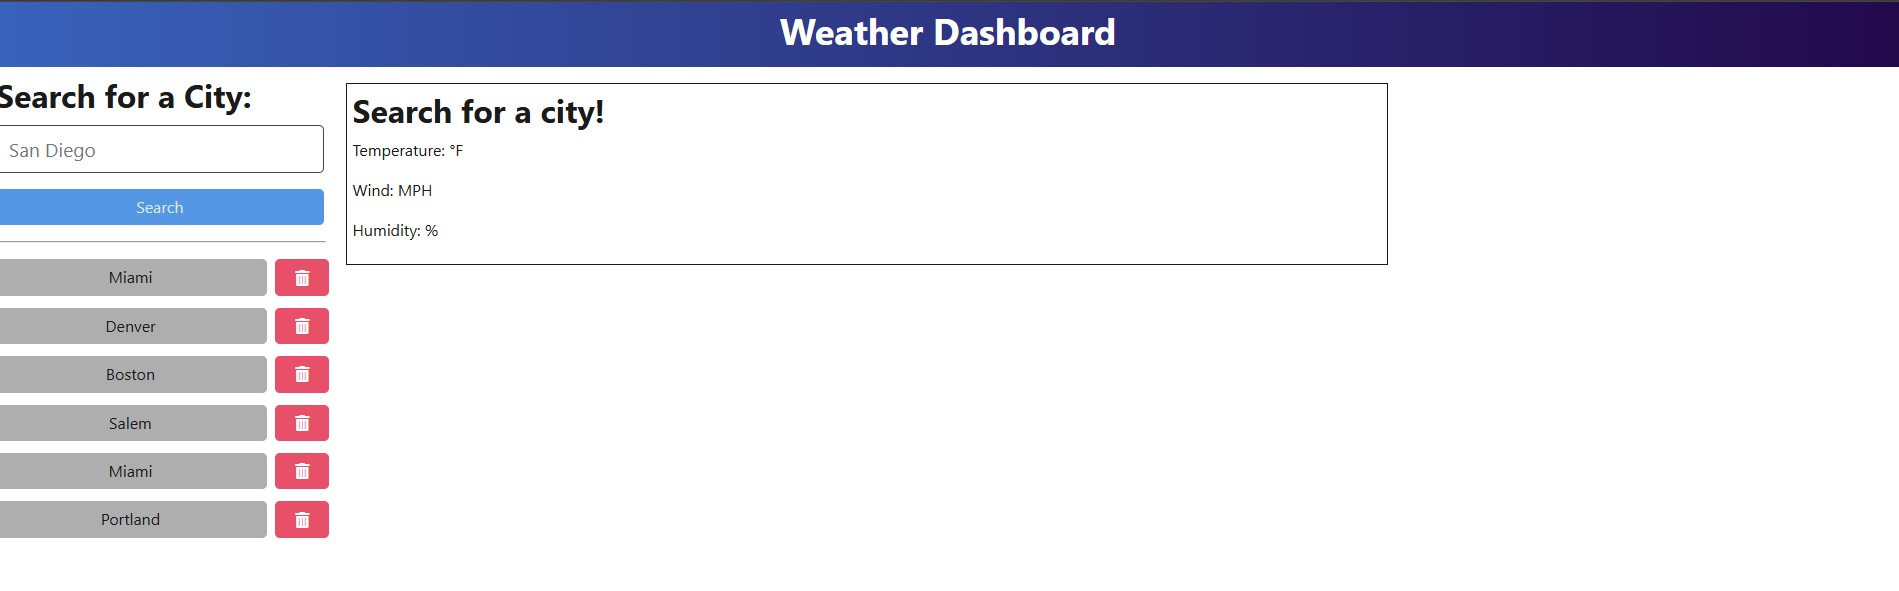 Weather Dashboard
Search for a City:
San Diego
Search
Miami
Denver
Boston
Salem
Miami
Portland
Search for a city!
Temperature: °F
Wind: MPH
Humidity: %